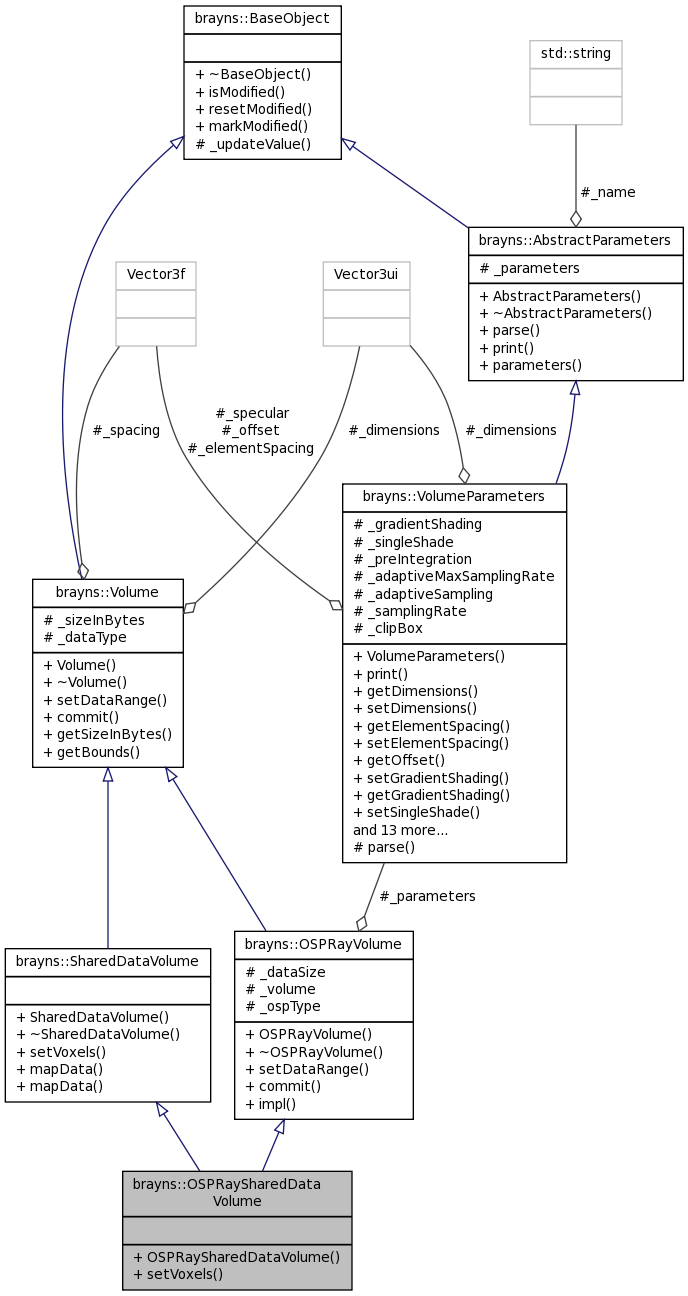 brayns::BaseObject
+ ~BaseObject()
+ isModified()
+ resetModified()
+ markModified()
# _updateValue()
std::string
#_name
brayns::AbstractParameters
# _parameters
+ AbstractParameters()
+ ~AbstractParameters()
+ parse()
+ print()
+ parameters()
Vector3f
Vector3ui
#_spacing
#_specular
#_offset
#_elementSpacing
#_dimensions
#_dimensions
brayns::VolumeParameters
# _gradientShading
# _singleShade
# _preIntegration
# _adaptiveMaxSamplingRate
# _adaptiveSampling
# _samplingRate
# _clipBox
+ VolumeParameters()
+ print()
+ getDimensions()
+ setDimensions()
+ getElementSpacing()
+ setElementSpacing()
+ getOffset()
+ setGradientShading()
+ getGradientShading()
+ setSingleShade()
and 13 more...
# parse()
brayns::Volume
# _sizeInBytes
# _dataType
+ Volume()
+ ~Volume()
+ setDataRange()
+ commit()
+ getSizeInBytes()
+ getBounds()
#_parameters
brayns::SharedDataVolume
+ SharedDataVolume()
+ ~SharedDataVolume()
+ setVoxels()
+ mapData()
+ mapData()
brayns::OSPRayVolume
# _dataSize
# _volume
# _ospType
+ OSPRayVolume()
+ ~OSPRayVolume()
+ setDataRange()
+ commit()
+ impl()
brayns::OSPRaySharedData
Volume
+ OSPRaySharedDataVolume()
+ setVoxels()